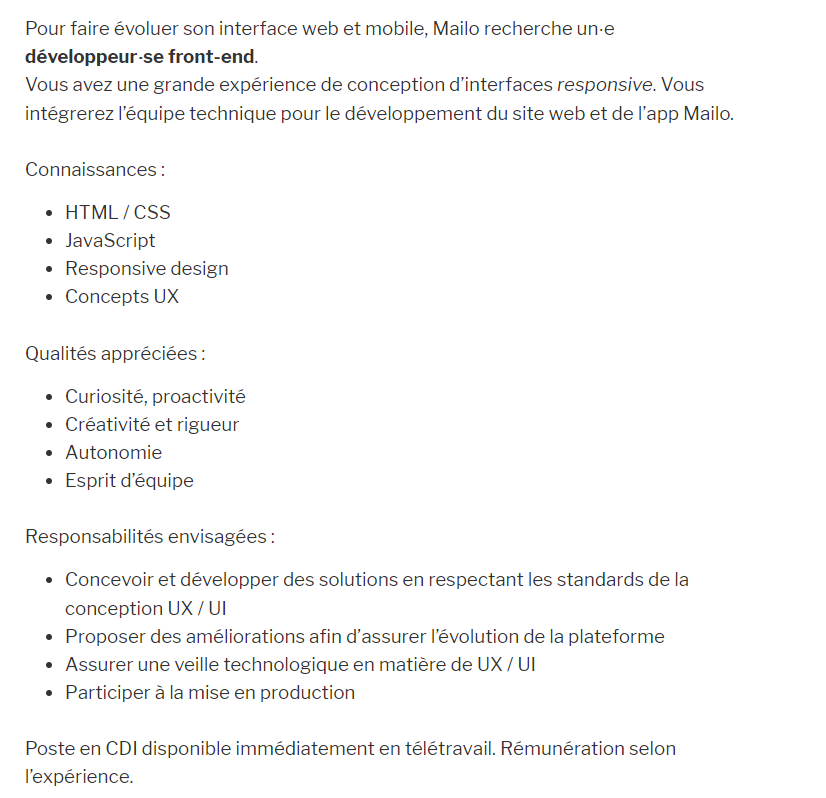 Pour faire évoluer son interface web et mobile, Mailo recherche un·e
développeur·se front-end.
Vous avez une grande expérience de conception d’interfaces responsive. Vous
intégrerez l’équipe technique pour le développement du site web et de l’app Mailo.
Connaissances :
• HTML / CSS
• JavaScript
• Responsive design
• Concepts UX
Qualités appréciées :
• Curiosité, proactivité
• Créativité et rigueur
• Autonomie
• Esprit d’équipe
Responsabilités envisagées :
• Concevoir et développer des solutions en respectant les standards de la
conception UX / UI
• Proposer des améliorations afin d’assurer l’évolution de la plateforme
• Assurer une veille technologique en matière de UX / UI
• Participer à la mise en production
Poste en CDI disponible immédiatement en télétravail. Rémunération selon
l’expérience.